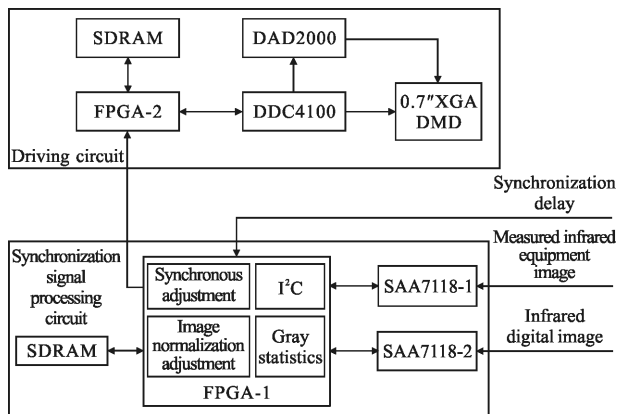 SDRAM
DAD2000
FPGA-2
DDC4100
0.7″XGA
DMD
Driving circuit
Synchronization
delay
Measured infrared
equipment
image
Infrared
digital image
Synchronization
signal
processing
circuit
SDRAM
Synchronous
adjustment
I²C
Image
normalization
adjustment
Gray
statistics
FPGA-1
SAA7118-1
SAA7118-2